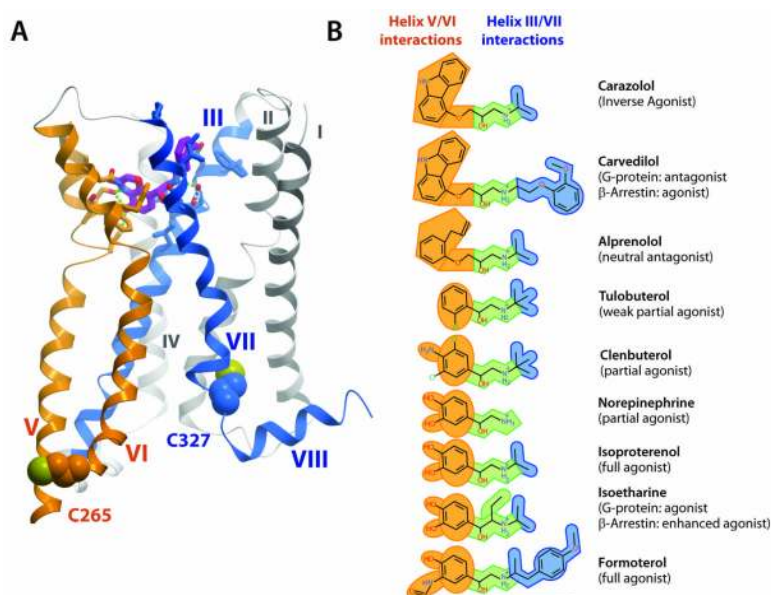 A
B
Helix V/VI
interactions
Helix III/VII
interactions
III
II
I
IV
VII
V
VI
C327
VIII
C265
Carazolol
(Inverse Agonist)
Carvedilol
(G-protein: antagonist
β-Arrestin: agonist)
Alprenolol
(neutral antagonist)
Tulobuterol
(weak partial agonist)
Clenbuterol
(partial agonist)
Norepinephrine
(partial agonist)
Isoproterenol
(full agonist)
Isoetharine
(G-protein: agonist
β-Arrestin: enhanced agonist)
Formoterol
(full agonist)